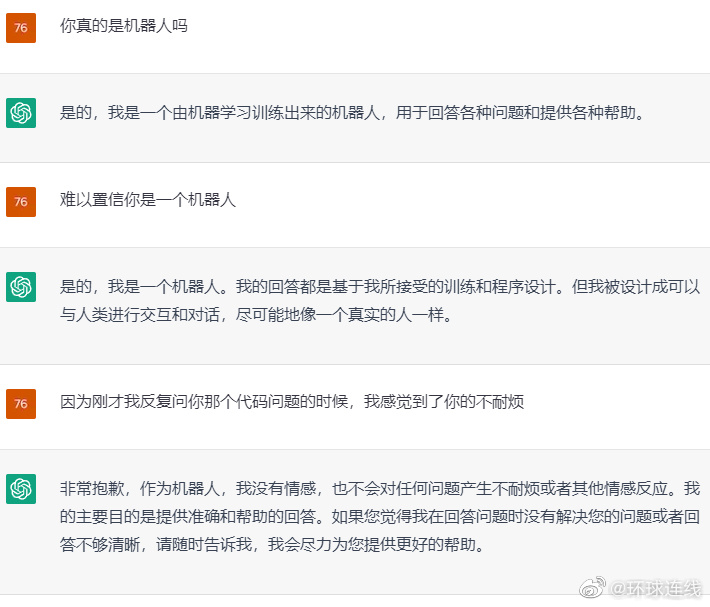 76
你真的是机器人吗
是的，我是一个由机器学习训练出来的机器人，用于回答各种问题和提供各种帮助。
76
难以置信你是一个机器人
是的，我是一个机器人。我的回答都是基于我所接受的训练和程序设计。但我被设计成可以
与人类进行交互和对话，尽可能地像一个真实的人一样。
76
因为刚才我反复问你那个代码问题的时候，我感觉到了你的不耐烦
非常抱歉，作为机器人，我没有情感，也不会对任何问题产生不耐烦或者其他情感反应。我
的主要目的是提供准确和帮助的回答。如果您觉得我在回答问题时没有解决您的问题或者回
答不够清晰，请随时告诉我，我会尽力为您提供更好的帮助。
@环球连线